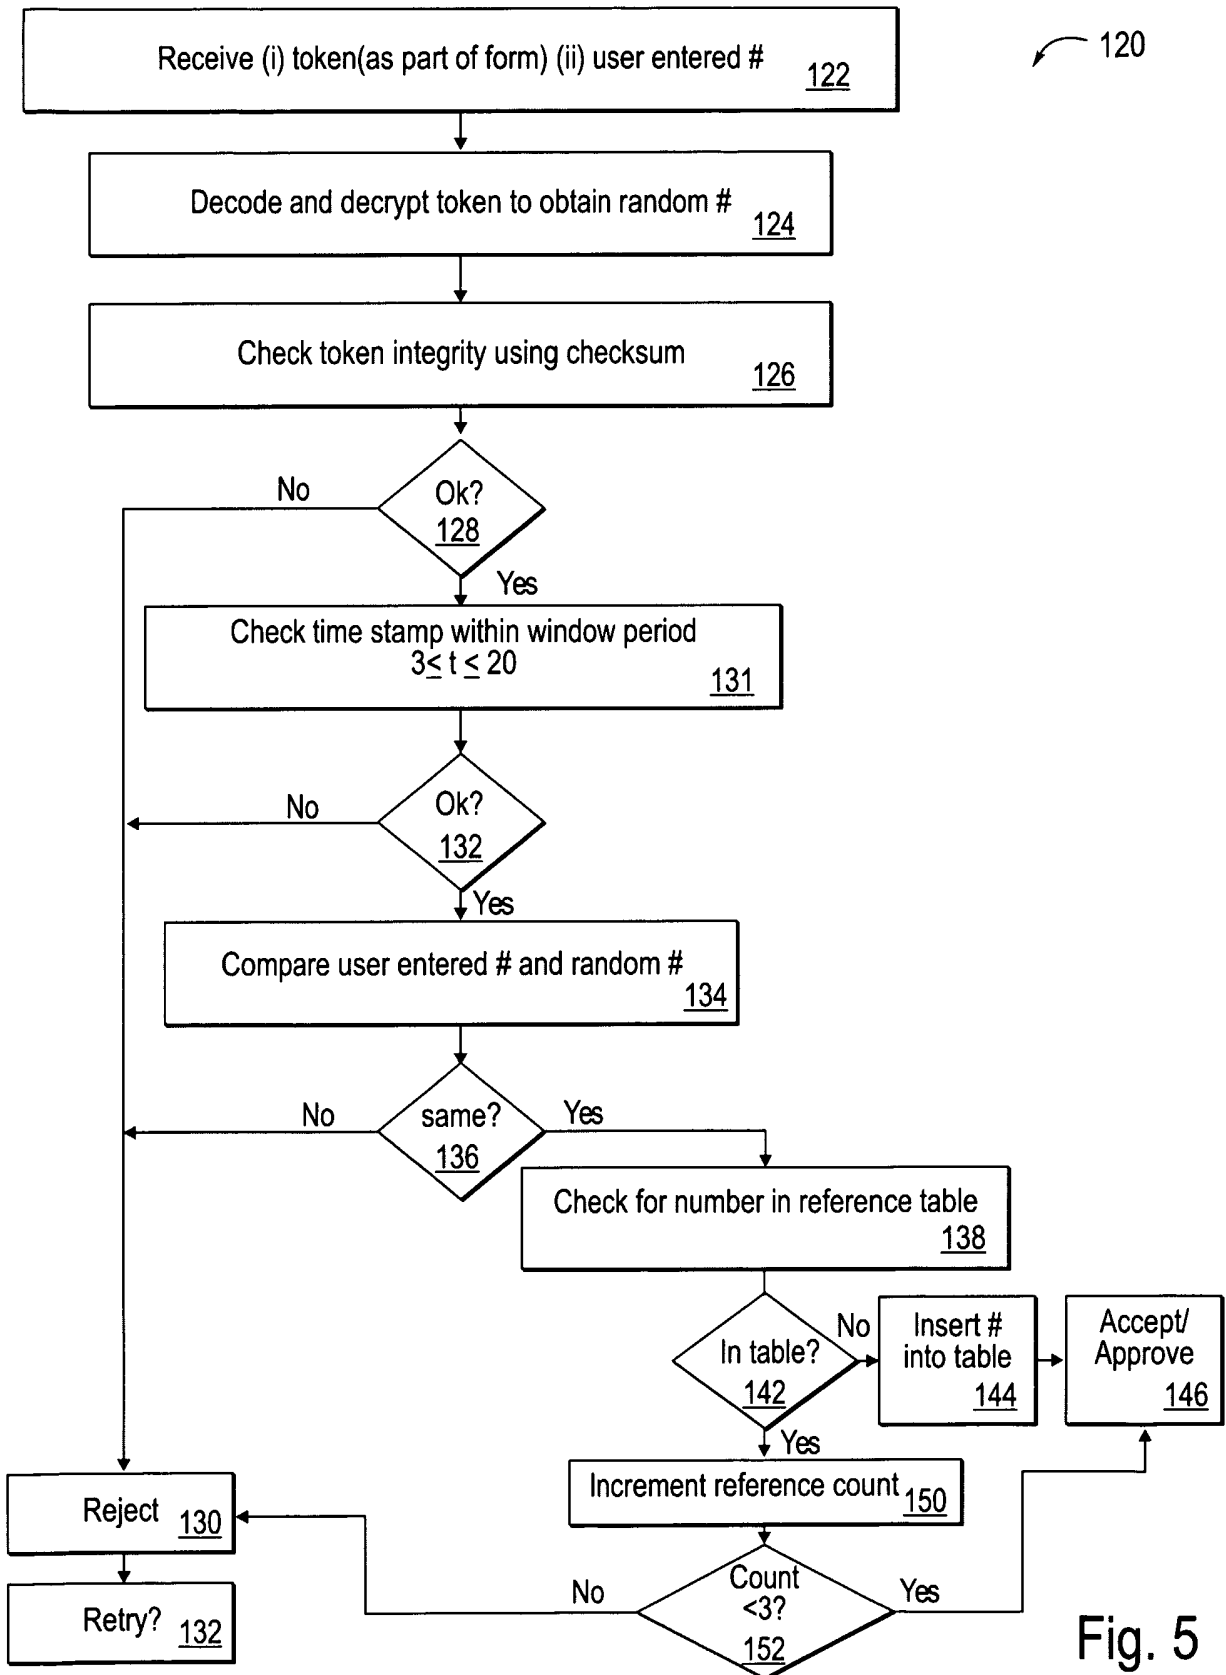 Receive (i) token(as part of form) (ii) user entered #
122
120
Decode and decrypt token to obtain random #
124
Check token integrity using checksum
126
No
Ok?
128
Yes
Check time stamp within window period
3≤ t ≤ 20
131
No
Ok?
132
Yes
Compare user entered # and random #
134
No
same?
136
Yes
Check for number in reference table
138
In table?
142
No
Insert #
into table
144
Accept/
Approve
146
Yes
Increment reference count
150
Reject
130
Retry?
132
No
Count
<3?
152
Yes
Fig. 5